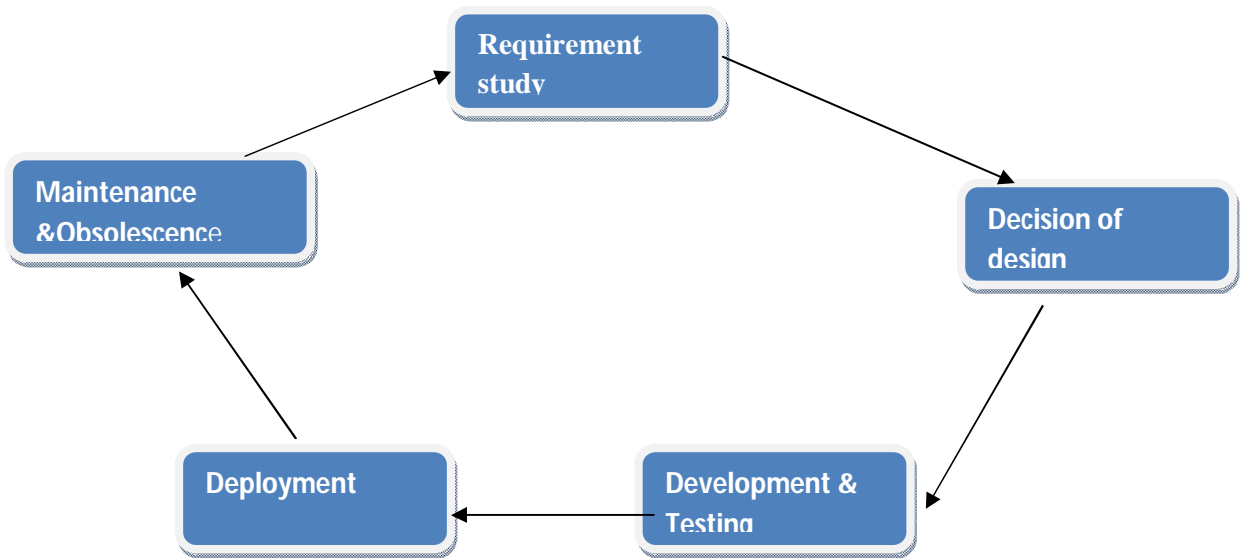 Requirement
study
Decision of
design
Development &
Testing
Deployment
Maintenance
&Obsolescence